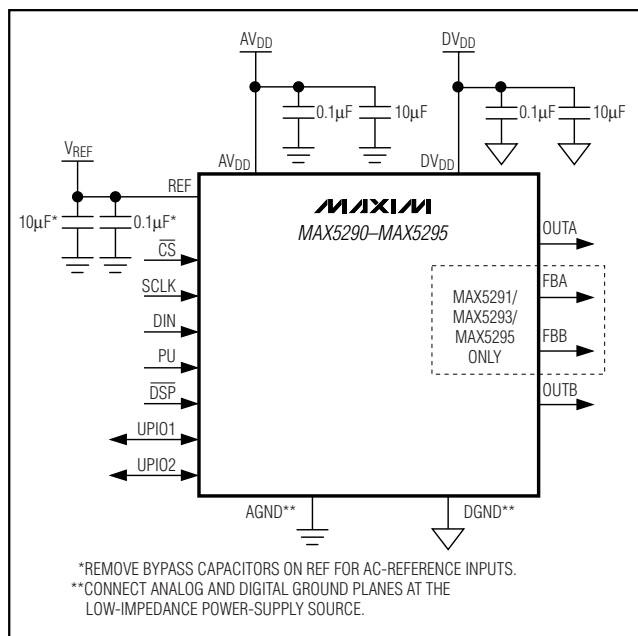 AVDD
DVDD
0.1µF
10µF
0.1µF
10µF
VREF
AVDD
DVDD
REF
MAXIM
MAX5290–MAX5295
10µF*
0.1µF*
OUTA
CS
SCLK
FBA
MAX5291/
MAX5293/
MAX5295
ONLY
DIN
PU
FBB
DSP
OUTB
UPIO1
UPIO2
AGND**
DGND**
*REMOVE BYPASS CAPACITORS ON REF FOR AC-REFERENCE INPUTS.
**CONNECT ANALOG AND DIGITAL GROUND PLANES AT THE
LOW-IMPEDANCE POWER-SUPPLY SOURCE.